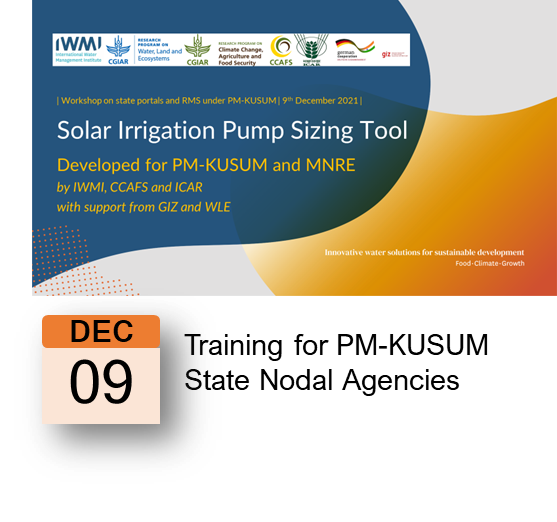 IWMI
International Water
Management Institute
CGIAR
RESEARCH
PROGRAM ON
Water, Land and
Ecosystems
CGIAR
RESEARCH PROGRAM ON
Climate Change,
Agriculture and
Food Security
CCAFS
ICAR
german
cooperation
giz
| Workshop on state portals and RMS under PM-KUSUM | 9th December 2021 |
Solar Irrigation Pump Sizing Tool
Developed for PM-KUSUM and MNRE
by IWMI, CCAFS and ICAR
with support from GIZ and WLE
Innovative water solutions for sustainable development
Food-Climate-Growth
DEC
09
Training for PM-KUSUM
State Nodal Agencies